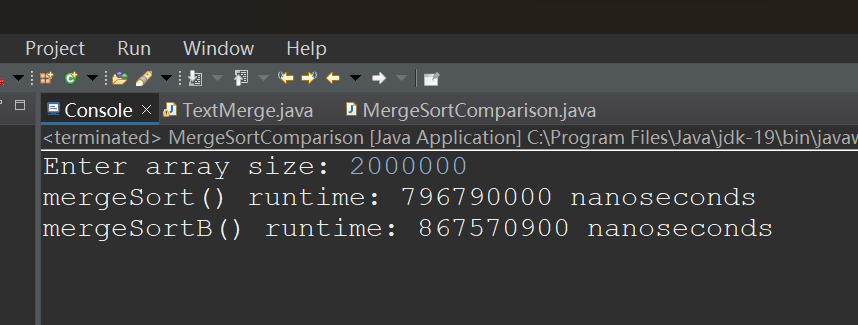 Project Run Window Help
Console TextMerge.java MergeSortComparison.java
<terminated> MergeSortComparison [Java Application] C:\Program Files\Java\jdk-19\bin\javaw
Enter array size: 2000000
mergeSort() runtime: 796790000 nanoseconds
mergeSortB() runtime: 867570900 nanoseconds